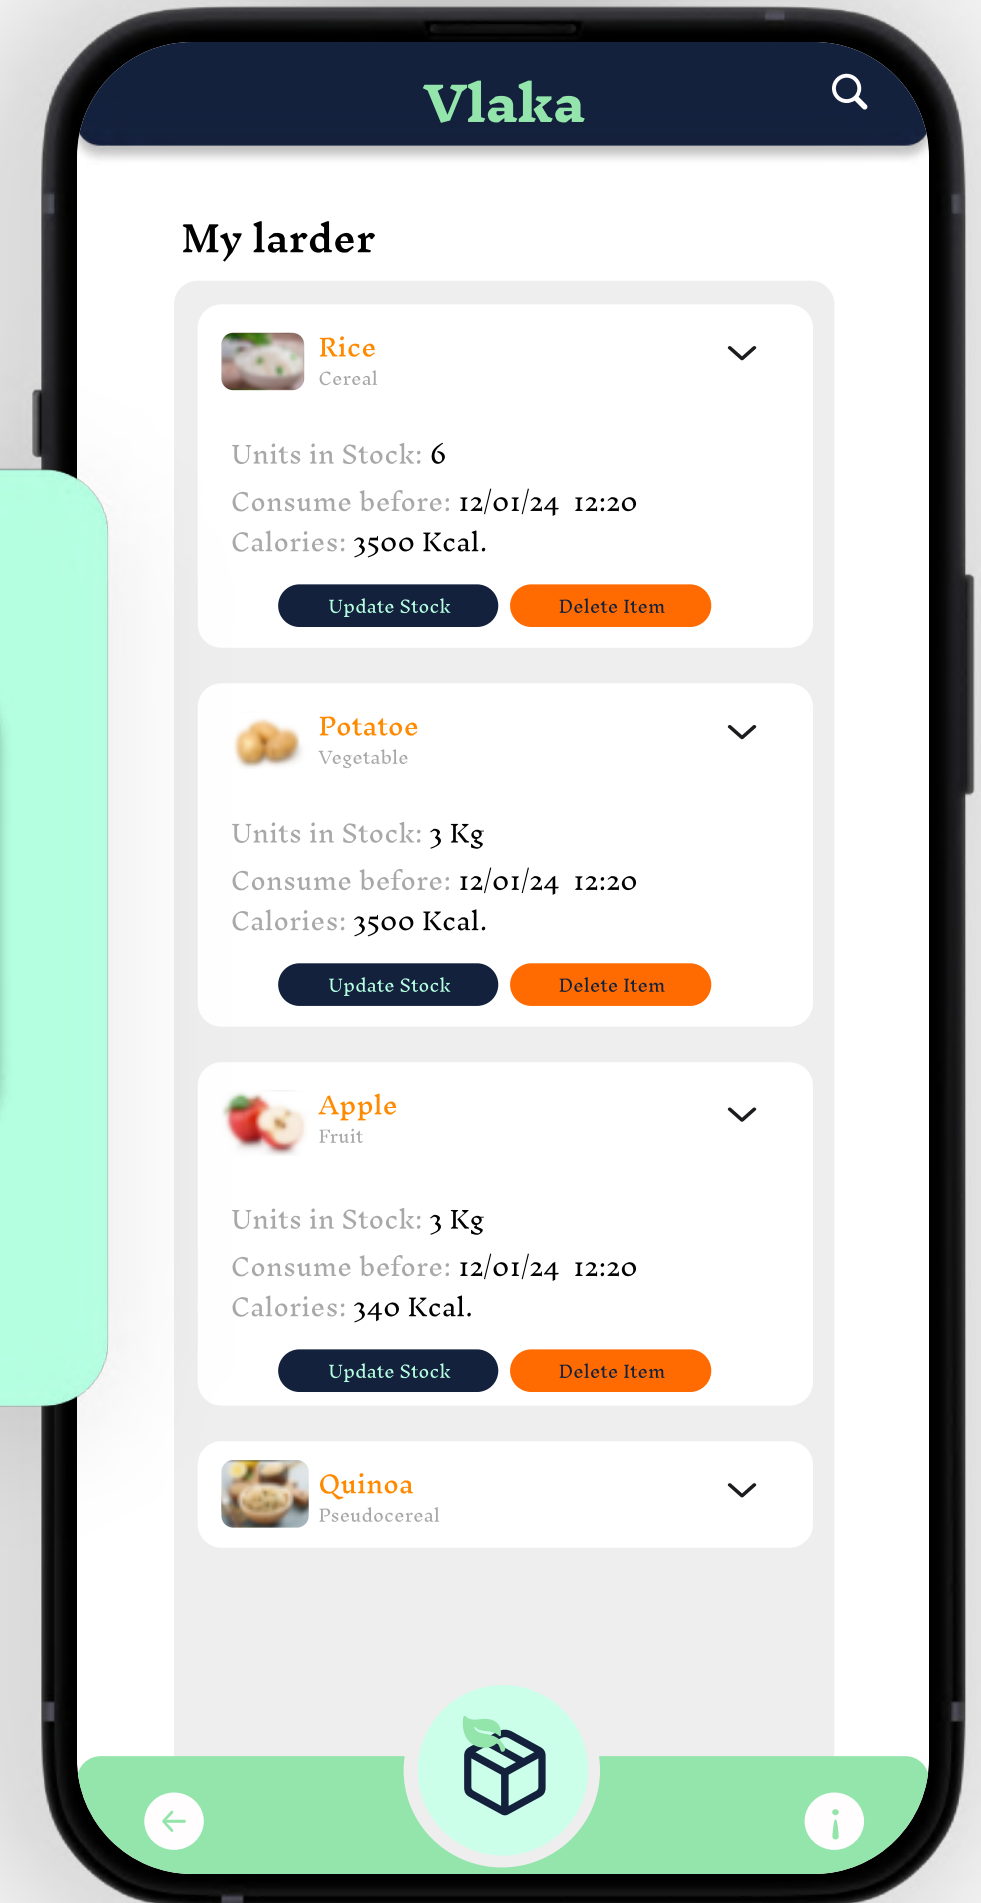 Vlaka
My larder
Rice
Cereal
Units in Stock: 6
Consume before: 12/01/24 12:20
Calories: 3500 Kcal.
Update Stock Delete Item
Potatoe
Vegetable
Units in Stock: 3 Kg
Consume before: 12/01/24 12:20
Calories: 3500 Kcal.
Update Stock Delete Item
Apple
Fruit
Units in Stock: 3 Kg
Consume before: 12/01/24 12:20
Calories: 340 Kcal.
Update Stock Delete Item
Quinoa
Pseudocereal